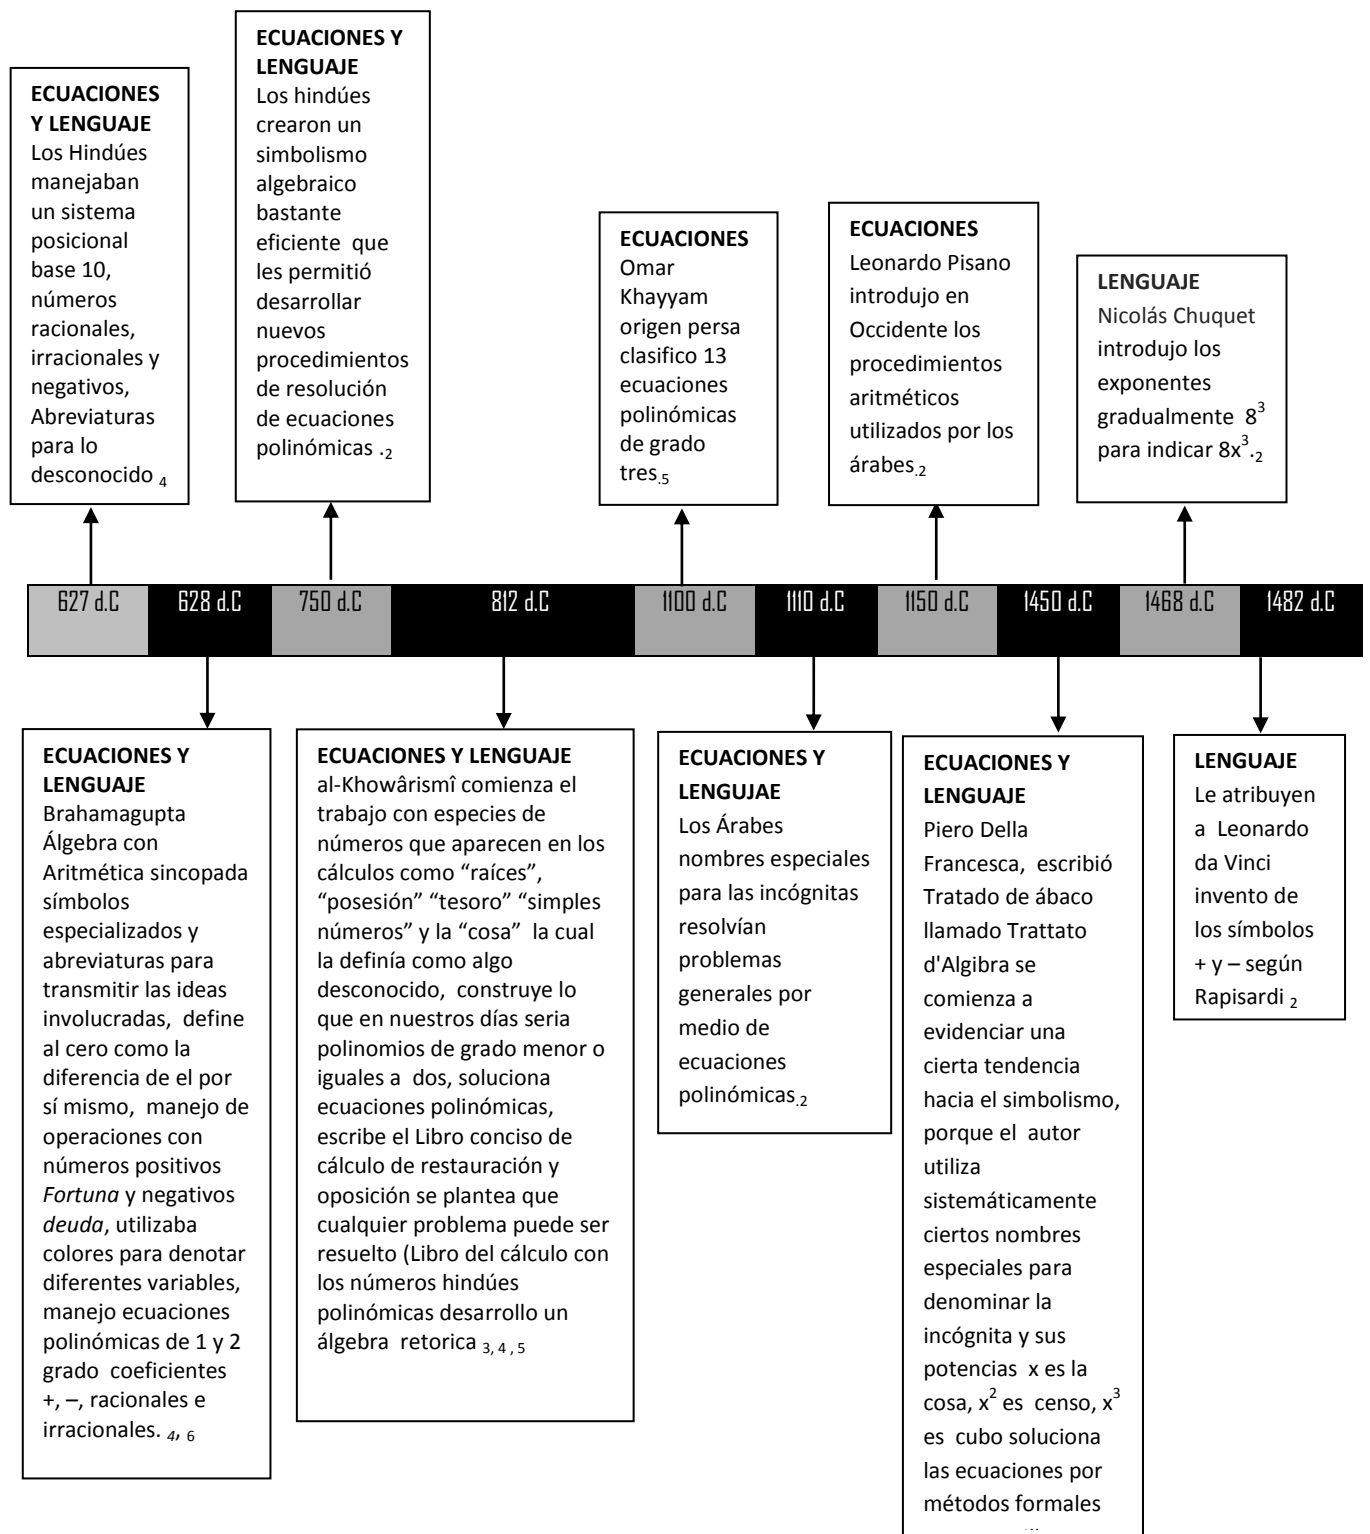 ECUACIONES
Y LENGUAJE
Los Hindúes
manejaban
un sistema
posicional
base 10,
números
racionales,
irracionales y
negativos,
Abreviaturas
para lo
desconocido 4
ECUACIONES Y
LENGUAJE
Los hindúes
crearon un
simbolismo
algebraico
bastante
eficiente que
les permitió
desarrollar
nuevos
procedimientos
de resolución
de ecuaciones
polinómicas .2
ECUACIONES
Omar
Khayyam
origen persa
clasifico 13
ecuaciones
polinómicas
de grado
tres.5
ECUACIONES
Leonardo Pisano
introdujo en
Occidente los
procedimientos
aritméticos
utilizados por los
árabes.2
LENGUAJE
Nicolás Chuquet
introdujo los
exponentes
gradualmente 8³
para indicar 8x³.2
627 d.C 628 d.C 750 d.C 812 d.C 1100 d.C 1110 d.C 1150 d.C 1450 d.C 1468 d.C 1482 d.C
ECUACIONES Y
LENGUAJE
Brahamagupta
Álgebra con
Aritmética sincopada
símbolos
especializados y
abreviaturas para
transmitir las ideas
involucradas, define
al cero como la
diferencia de el por
sí mismo, manejo de
operaciones con
números positivos
Fortuna y negativos
deuda, utilizaba
colores para denotar
diferentes variables,
manejo ecuaciones
polinómicas de 1 y 2
grado coeficientes
+, –, racionales e
irracionales. 4, 6
ECUACIONES Y LENGUAJE
al-Khowârismî comienza el
trabajo con especies de
números que aparecen en los
cálculos como “raíces”,
“posesión” “tesoro” “simples
números” y la “cosa” la cual
la definía como algo
desconocido, construye lo
que en nuestros días seria
polinomios de grado menor o
iguales a dos, soluciona
ecuaciones polinómicas,
escribe el Libro conciso de
cálculo de restauración y
oposición se plantea que
cualquier problema puede ser
resuelto (Libro del cálculo con
los números hindúes
polinómicas desarrollo un
álgebra retorica 3, 4 , 5
ECUACIONES Y
LENGUJAE
Los Árabes
nombres especiales
para las incógnitas
resolvían
problemas
generales por
medio de
ecuaciones
polinómicas.2
ECUACIONES Y
LENGUAJE
Piero Della
Francesca, escribió
Tratado de ábaco
llamado Trattato
d'Algibra se
comienza a
evidenciar una
cierta tendencia
hacia el simbolismo,
porque el autor
utiliza
sistemáticamente
ciertos nombres
especiales para
denominar la
incógnita y sus
potencias x es la
cosa, x² es censo, x³
es cubo soluciona
las ecuaciones por
métodos formales
LENGUAJE
Le atribuyen
a Leonardo
da Vinci
invento de
los símbolos
+ y – según
Rapisardi 2